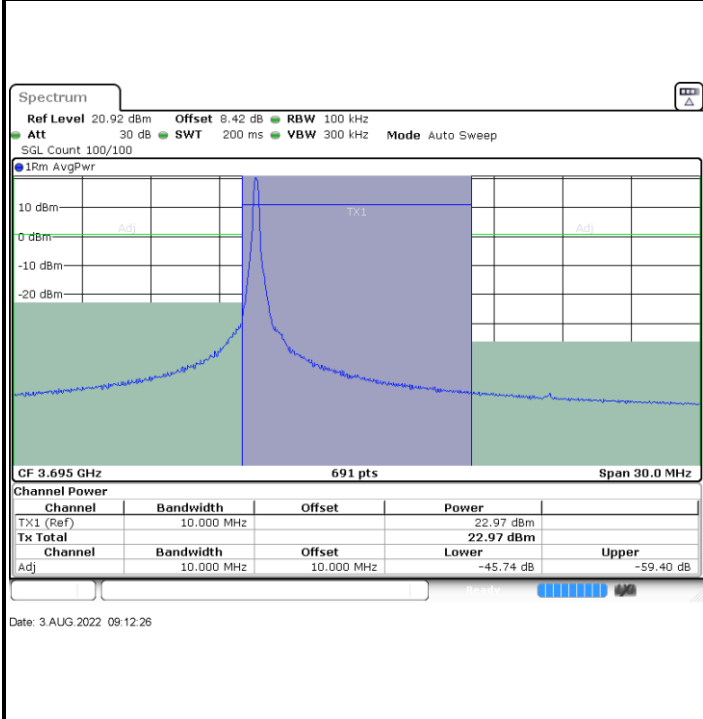 Spectrum
Ref Level 20.92 dBm Offset 8.42 dB RBW 100 kHz
Att 30 dB SWT 200 ms VBW 300 kHz Mode Auto Sweep
SGL Count 100/100
1Rm AvgPwr
10 dBm
TX1
Adj Adj
0 dBm
-10 dBm
-20 dBm
CF 3.695 GHz 691 pts Span 30.0 MHz
Channel Power
Channel Bandwidth Offset Power
TX1 (Ref) 10.000 MHz 22.97 dBm
Tx Total 22.97 dBm
Channel Bandwidth Offset Lower Upper
Adj 10.000 MHz 10.000 MHz -45.74 dB -59.40 dB
Ready
Date: 3.AUG.2022 09:12:26